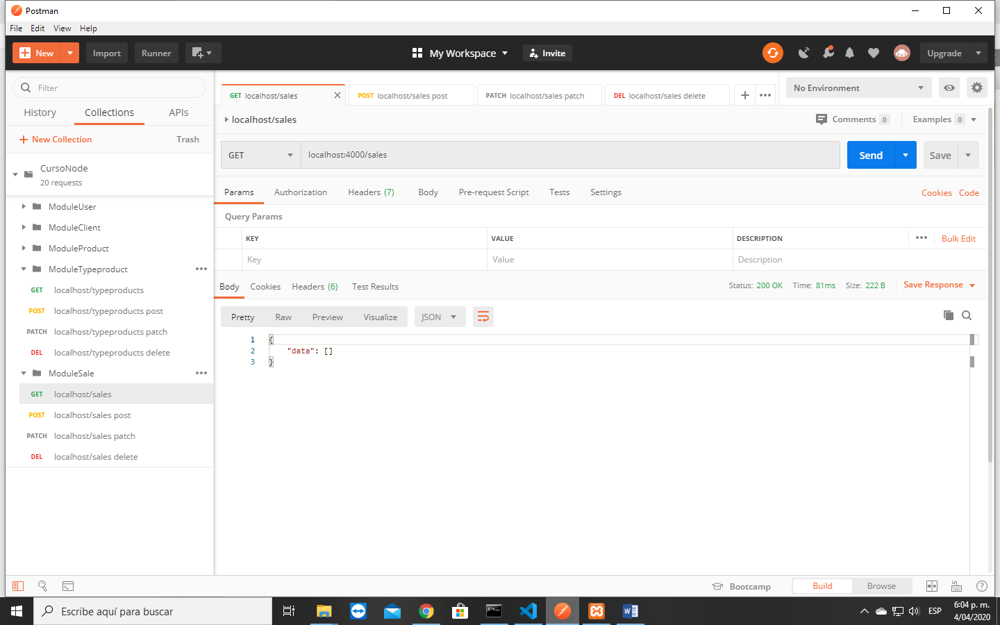 Postman
File Edit View Help
New Import Runner My Workspace Invite Upgrade
Filter
History Collections APIs
New Collection Trash
CursoNode
20 requests
ModuleUser
ModuleClient
ModuleProduct
ModuleTypeproduct
GET localhost/typeproducts
POST localhost/typeproducts post
PATCH localhost/typeproducts patch
DEL localhost/typeproducts delete
ModuleSale
GET localhost/sales
POST localhost/sales post
PATCH localhost/sales patch
DEL localhost/sales delete
GET localhost/sales POST localhost/sales post PATCH localhost/sales patch DEL localhost/sales delete No Environment
localhost/sales Comments 0 Examples 0
GET localhost:4000/sales Send Save
Params Authorization Headers (7) Body Pre-request Script Tests Settings Cookies Code
Query Params
KEY VALUE DESCRIPTION Bulk Edit
Key Value Description
Body Cookies Headers (6) Test Results Status: 200 OK Time: 81ms Size: 222 B Save Response
Pretty Raw Preview Visualize JSON
1 {
2 "data": []
3 }
Bootcamp Build Browse
Escribe aquí para buscar
ESP
6:04 p. m.
4/04/2020